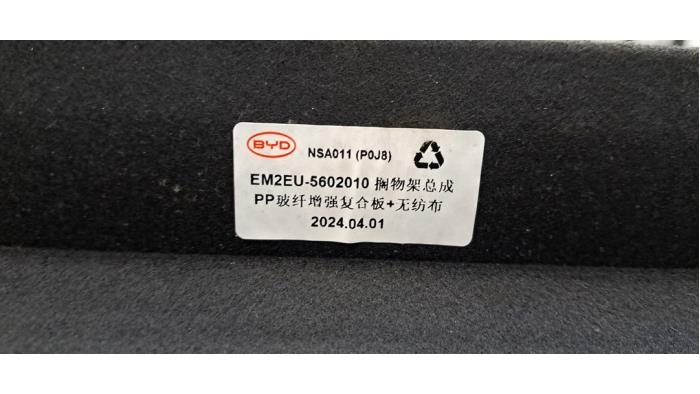 BYD
NSA011 (P0J8)
EM2EU-5602010 搁物架总成
PP玻纤增强复合板+无纺布
2024.04.01